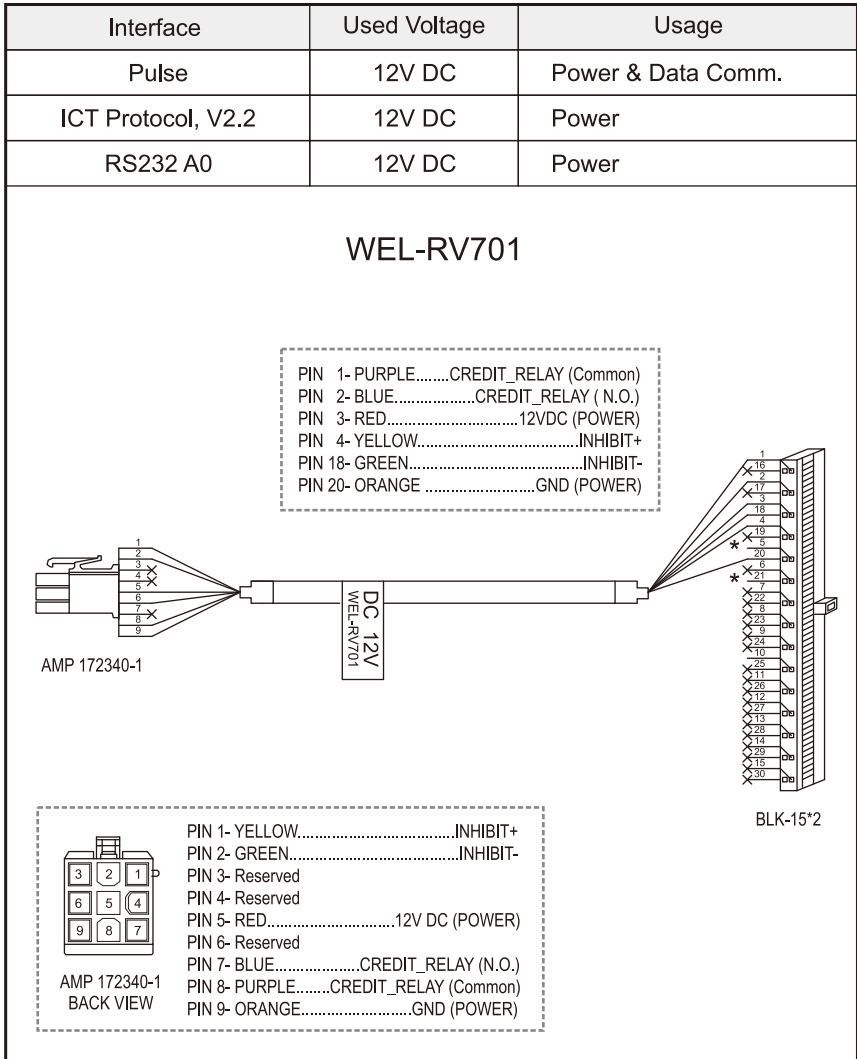 Interface Used Voltage Usage
Pulse 12V DC Power & Data Comm.
ICT Protocol, V2.2 12V DC Power
RS232 A0 12V DC Power
WEL-RV701
PIN 1- PURPLE.......CREDIT_RELAY (Common)
PIN 2- BLUE..................CREDIT_RELAY ( N.O.)
PIN 3- RED.............................12VDC (POWER)
PIN 4- YELLOW....................................INHIBIT+
PIN 18- GREEN.......................................INHIBIT-
PIN 20- ORANGE ........................GND (POWER)
1
16
2
17
3
18
4
19
* 5
20
6
* 21
7
22
8
23
9
24
10
25
11
26
12
27
13
28
14
29
15
30
BLK-15*2
1
2
3
4
5
6
7
8
9
AMP 172340-1
DC 12V
WEL-RV701
3 2 1
6 5 4
9 8 7
AMP 172340-1
BACK VIEW
PIN 1- YELLOW...................................INHIBIT+
PIN 2- GREEN.....................................INHIBIT-
PIN 3- Reserved
PIN 4- Reserved
PIN 5- RED............................12V DC (POWER)
PIN 6- Reserved
PIN 7- BLUE...................CREDIT_RELAY (N.O.)
PIN 8- PURPLE.......CREDIT_RELAY (Common)
PIN 9- ORANGE.........................GND (POWER)